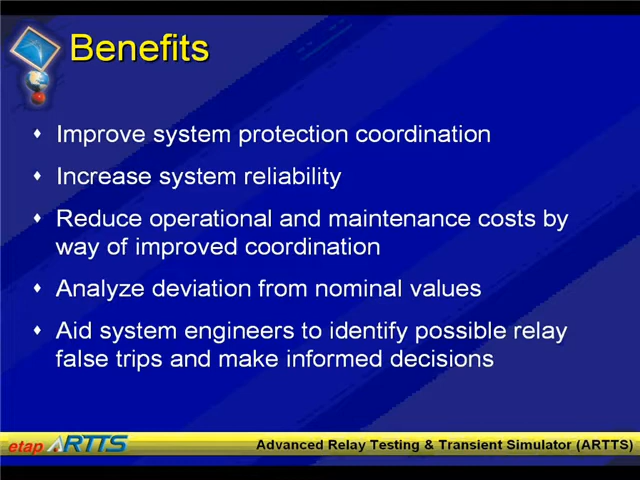 Benefits
Improve system protection coordination
Increase system reliability
Reduce operational and maintenance costs by
way of improved coordination
Analyze deviation from nominal values
Aid system engineers to identify possible relay
false trips and make informed decisions
etap ARTTS
Advanced Relay Testing & Transient Simulator (ARTTS)